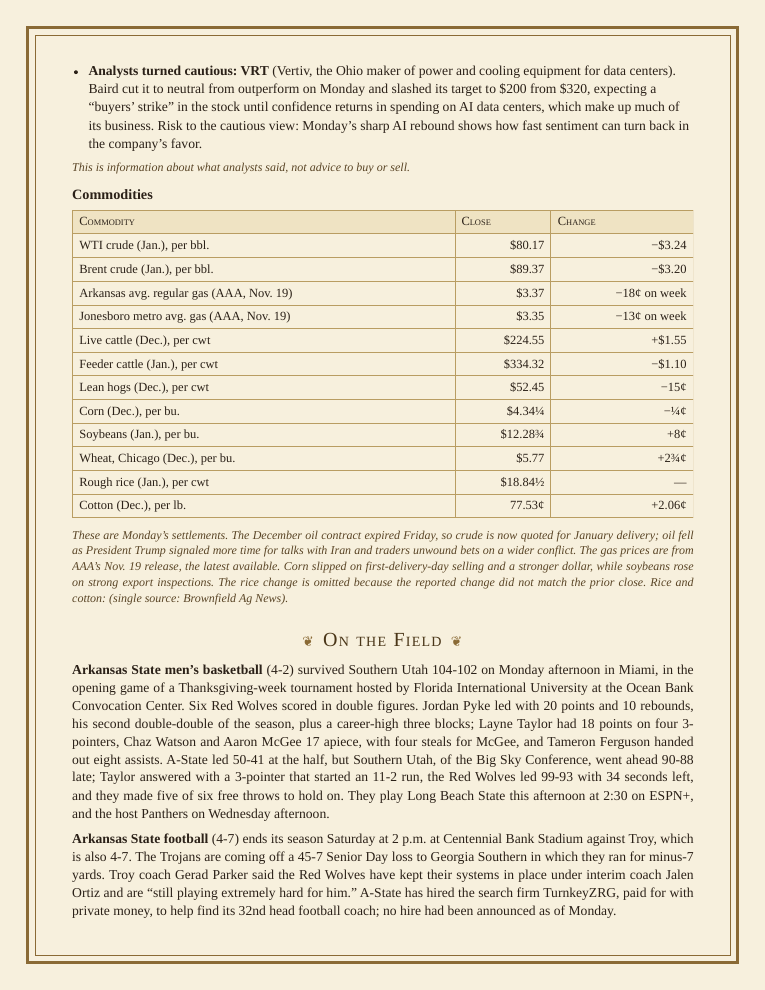 • Analysts turned cautious: VRT (Vertiv, the Ohio maker of power and cooling equipment for data centers).
Baird cut it to neutral from outperform on Monday and slashed its target to $200 from $320, expecting a
“buyers’ strike” in the stock until confidence returns in spending on AI data centers, which make up much of
its business. Risk to the cautious view: Monday’s sharp AI rebound shows how fast sentiment can turn back in
the company’s favor.
This is information about what analysts said, not advice to buy or sell.
Commodities
Commodity Close Change
WTI crude (Jan.), per bbl. $80.17 −$3.24
Brent crude (Jan.), per bbl. $89.37 −$3.20
Arkansas avg. regular gas (AAA, Nov. 19) $3.37 −18¢ on week
Jonesboro metro avg. gas (AAA, Nov. 19) $3.35 −13¢ on week
Live cattle (Dec.), per cwt $224.55 +$1.55
Feeder cattle (Jan.), per cwt $334.32 −$1.10
Lean hogs (Dec.), per cwt $52.45 −15¢
Corn (Dec.), per bu. $4.34¼ −¼¢
Soybeans (Jan.), per bu. $12.28¾ +8¢
Wheat, Chicago (Dec.), per bu. $5.77 +2¾¢
Rough rice (Jan.), per cwt $18.84½ —
Cotton (Dec.), per lb. 77.53¢ +2.06¢
These are Monday’s settlements. The December oil contract expired Friday, so crude is now quoted for January delivery; oil fell
as President Trump signaled more time for talks with Iran and traders unwound bets on a wider conflict. The gas prices are from
AAA’s Nov. 19 release, the latest available. Corn slipped on first-delivery-day selling and a stronger dollar, while soybeans rose
on strong export inspections. The rice change is omitted because the reported change did not match the prior close. Rice and
cotton: (single source: Brownfield Ag News).
❦ On the Field ❦
Arkansas State men’s basketball (4-2) survived Southern Utah 104-102 on Monday afternoon in Miami, in the
opening game of a Thanksgiving-week tournament hosted by Florida International University at the Ocean Bank
Convocation Center. Six Red Wolves scored in double figures. Jordan Pyke led with 20 points and 10 rebounds,
his second double-double of the season, plus a career-high three blocks; Layne Taylor had 18 points on four 3-
pointers, Chaz Watson and Aaron McGee 17 apiece, with four steals for McGee, and Tameron Ferguson handed
out eight assists. A-State led 50-41 at the half, but Southern Utah, of the Big Sky Conference, went ahead 90-88
late; Taylor answered with a 3-pointer that started an 11-2 run, the Red Wolves led 99-93 with 34 seconds left,
and they made five of six free throws to hold on. They play Long Beach State this afternoon at 2:30 on ESPN+,
and the host Panthers on Wednesday afternoon.
Arkansas State football (4-7) ends its season Saturday at 2 p.m. at Centennial Bank Stadium against Troy, which
is also 4-7. The Trojans are coming off a 45-7 Senior Day loss to Georgia Southern in which they ran for minus-7
yards. Troy coach Gerad Parker said the Red Wolves have kept their systems in place under interim coach Jalen
Ortiz and are “still playing extremely hard for him.” A-State has hired the search firm TurnkeyZRG, paid for with
private money, to help find its 32nd head football coach; no hire had been announced as of Monday.